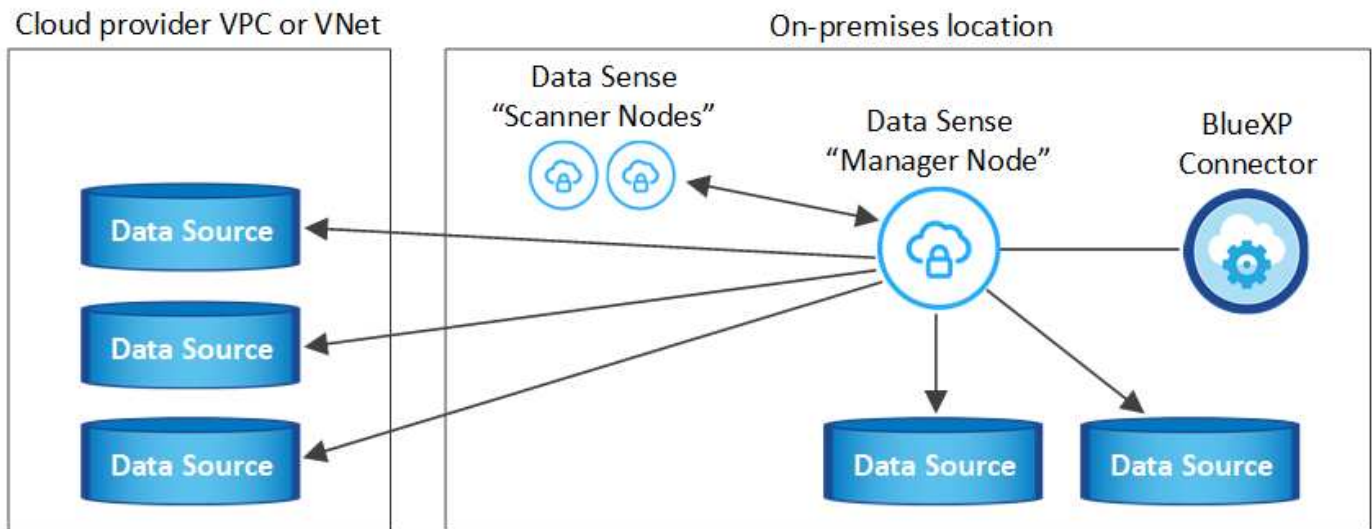 Cloud provider VPC or VNet
On-premises location
Data Sense
“Scanner Nodes”
Data Sense
“Manager Node”
BlueXP
Connector
Data Source
Data Source
Data Source
Data Source
Data Source